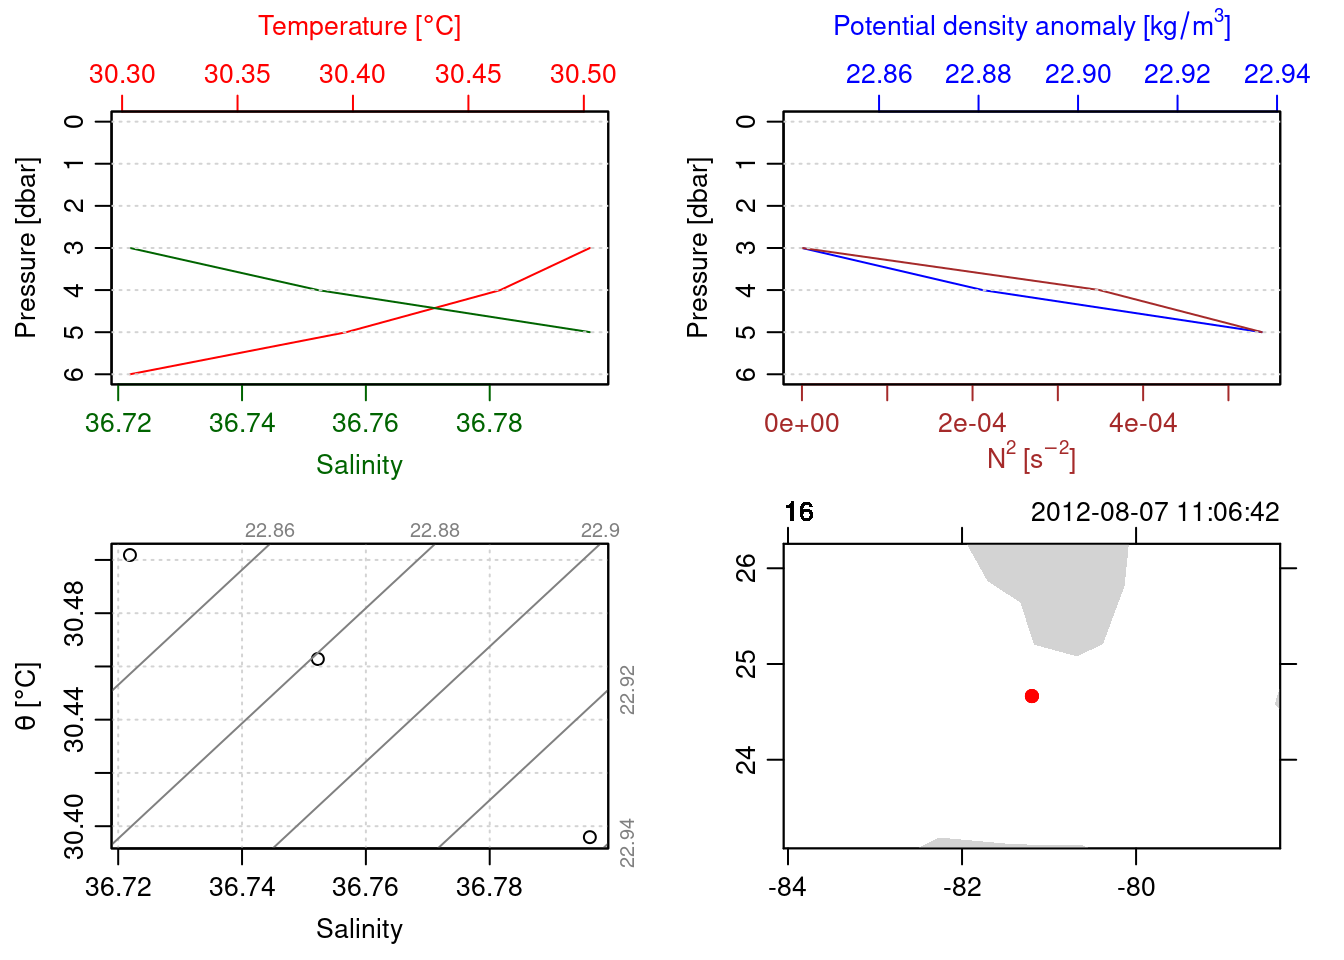 Temperature [°C]
30.30 30.35 30.40 30.45 30.50
Pressure [dbar]
0
1
2
3
4
5
6
36.72 36.74 36.76 36.78
Salinity
Potential density anomaly [kg/m³]
22.86 22.88 22.90 22.92 22.94
Pressure [dbar]
0
1
2
3
4
5
6
0e+00 2e-04 4e-04
N² [s⁻²]
22.86 22.88 22.9
θ [°C]
30.48
30.44
30.40
22.92
22.94
36.72 36.74 36.76 36.78
Salinity
16 2012-08-07 11:06:42
26
25
24
-84 -82 -80